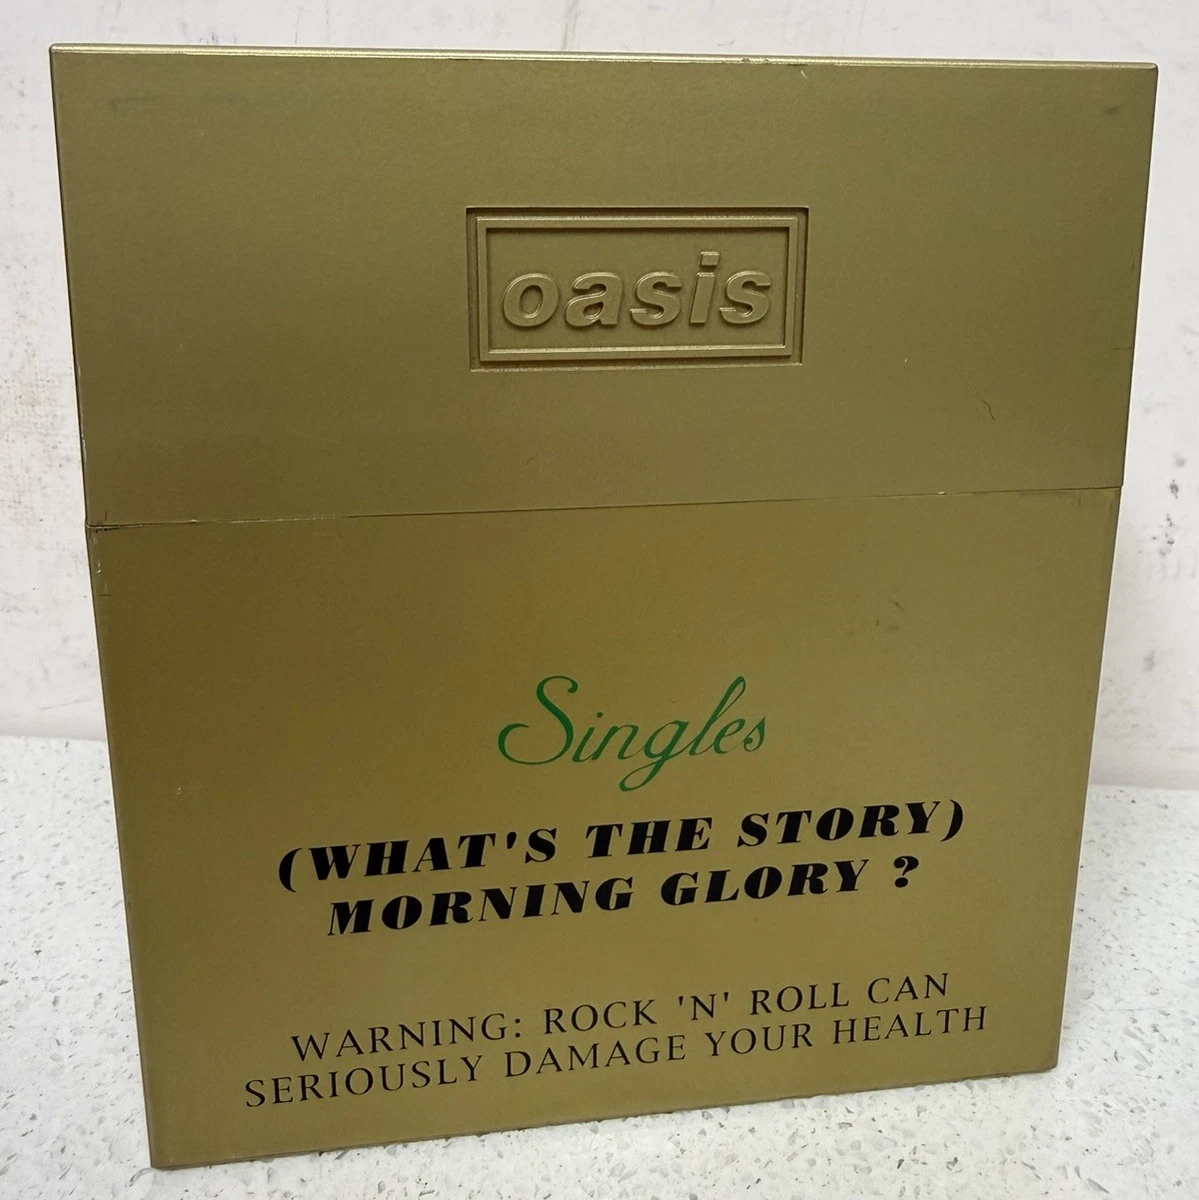 oasis
Singles
(WHAT'S THE STORY)
MORNING GLORY ?
WARNING: ROCK 'N' ROLL CAN
SERIOUSLY DAMAGE YOUR HEALTH